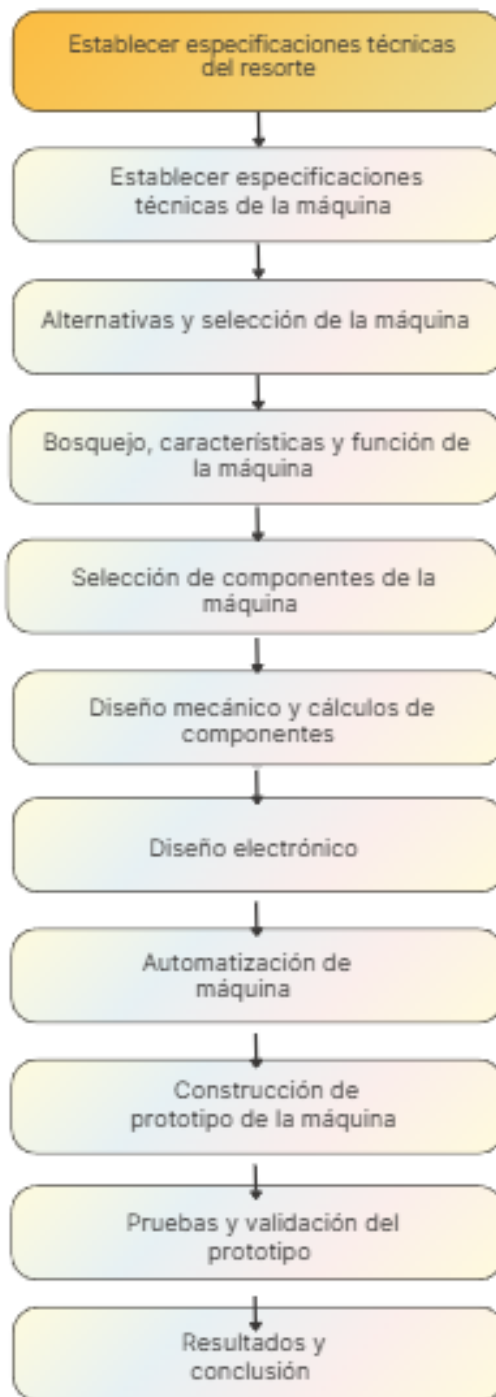 Establecer especificaciones técnicas
del resorte
Establecer especificaciones
técnicas de la máquina
Alternativas y selección de la máquina
Bosquejo, características y función de
la máquina
Selección de componentes de la
máquina
Diseño mecánico y cálculos de
componentes
Diseño electrónico
Automatización de
máquina
Construcción de
prototipo de la máquina
Pruebas y validación del
prototipo
Resultados y
conclusión